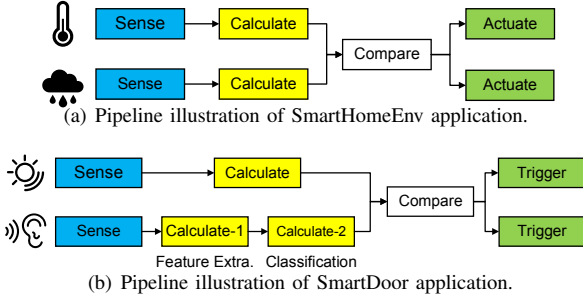 Sense Calculate Actuate
Compare
Sense Calculate Actuate
(a) Pipeline illustration of SmartHomeEnv application.
Sense Calculate Trigger
Compare
Sense Calculate-1 Calculate-2 Trigger
Feature Extra. Classification
(b) Pipeline illustration of SmartDoor application.